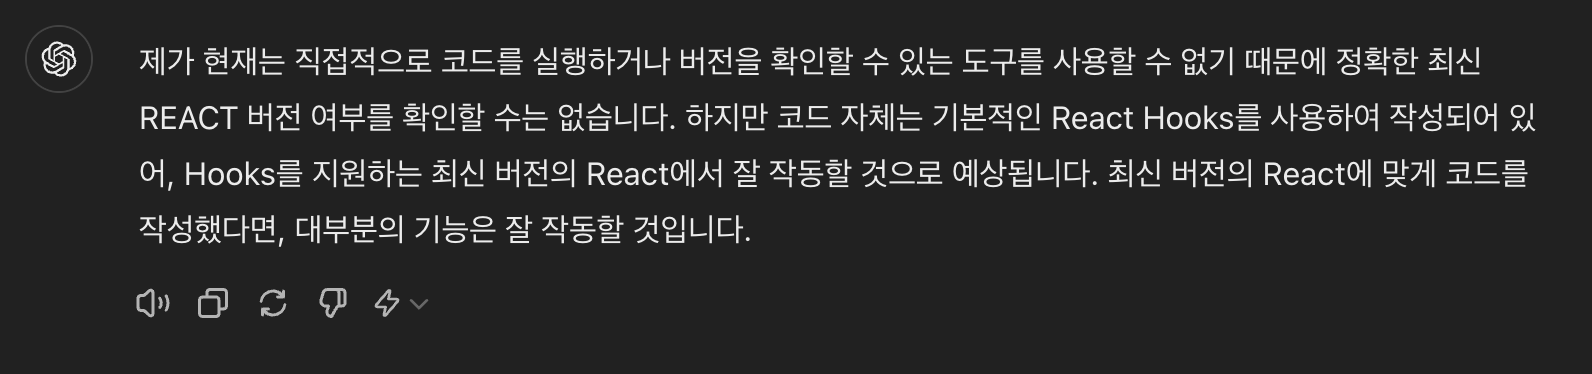 제가 현재는 직접적으로 코드를 실행하거나 버전을 확인할 수 있는 도구를 사용할 수 없기 때문에 정확한 최신
REACT 버전 여부를 확인할 수는 없습니다. 하지만 코드 자체는 기본적인 React Hooks를 사용하여 작성되어 있
어, Hooks를 지원하는 최신 버전의 React에서 잘 작동할 것으로 예상됩니다. 최신 버전의 React에 맞게 코드를
작성했다면, 대부분의 기능은 잘 작동할 것입니다.